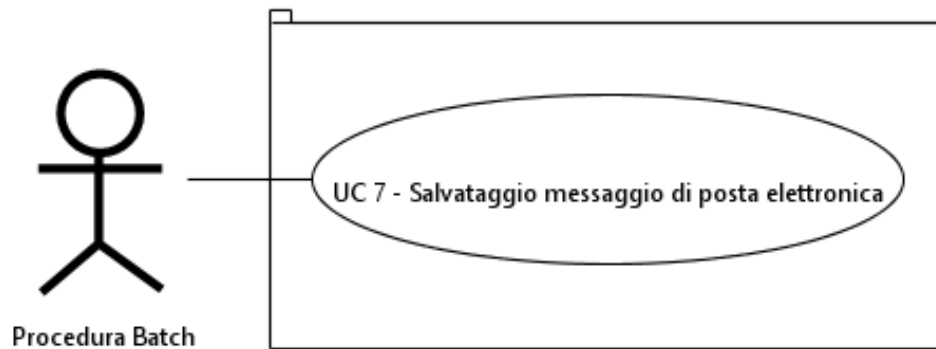 UC 7 - Salvataggio messaggio di posta elettronica
Procedura Batch